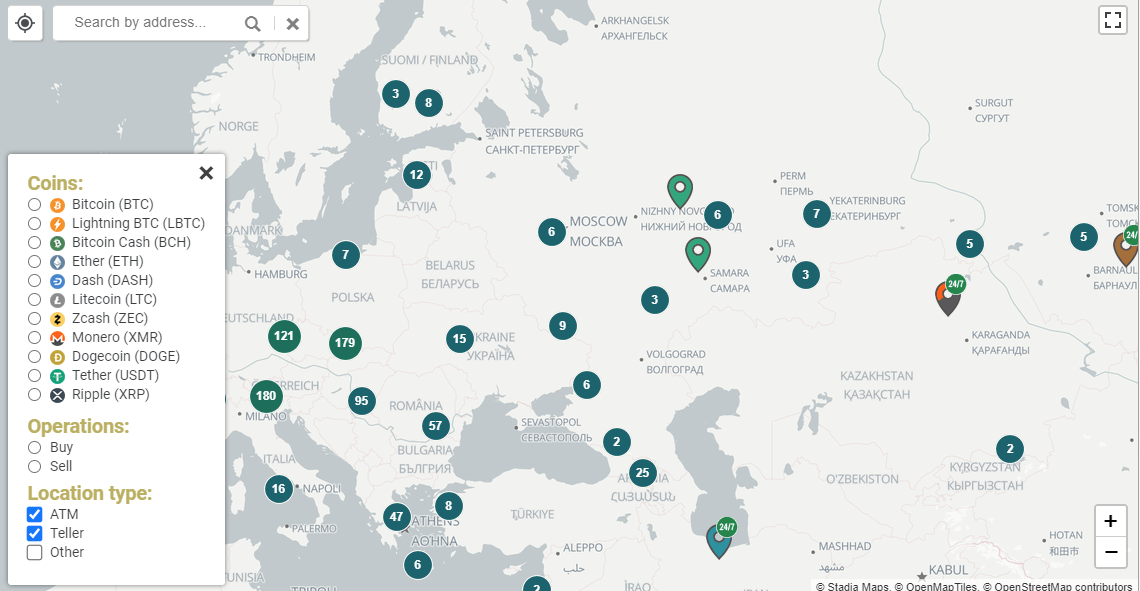 Search by address...
ARKHANGELSK
АРХАНГЕЛЬСК
TRONDHEIM
SUOMI / FINLAND
3
8
SURGUT
СУРГУТ
NORGE
SAINT PETERSBURG
САНКТ-ПЕТЕРБУРГ
12
LATVIJA
PERM
ПЕРМЬ
YEKATERINBURG
ЕКАТЕРИНБУРГ
7
NIZHNY NOVGOROD
НИЖНИЙ НОВГОРОД
6
MOSCOW
МОСКВА
6
TOMSK
ТОМСК
24/7
5
5
UFA
УФА
3
SAMARA
САМАРА
DANMARK
7
HAMBURG
BELARUS
БЕЛАРУСЬ
BARNAUL
БАРНАУЛ
24/7
POLSKA
3
DEUTSCHLAND
121
179
15
UKRAINE
УКРАЇНА
9
KARAGANDA
ҚАРАҒАНДЫ
VOLGOGRAD
ВОЛГОГРАД
KAZAKHSTAN
ҚАЗАҚСТАН
ÖSTERREICH
180
95
6
ROMÂNIA
MILANO
57
SEVASTOPOL
СЕВАСТОПОЛЬ
2
BULGARIA
БЪЛГАРИЯ
2
KYRGYZSTAN
КЫРГЫЗСТАН
ITALIA
25
ARMENIA
ՀԱՅԱՍՏԱՆ
O'ZBEKISTON
16
NAPOLI
8
47
ATHENS
ΑΘΗΝΑ
TÜRKIYE
24/7
PALERMO
6
ALEPPO
حلب
MASHHAD
مشهد
HOTAN
和田市
KABUL
TUNISIA
TRIPOLI
2
ÎRAQ
+
−
Coins:
Bitcoin (BTC)
Lightning BTC (LBTC)
Bitcoin Cash (BCH)
Ether (ETH)
Dash (DASH)
Litecoin (LTC)
Zcash (ZEC)
Monero (XMR)
Dogecoin (DOGE)
Tether (USDT)
Ripple (XRP)
Operations:
Buy
Sell
Location type:
ATM
Teller
Other
© Stadia Maps, © OpenMapTiles, © OpenStreetMap contributors